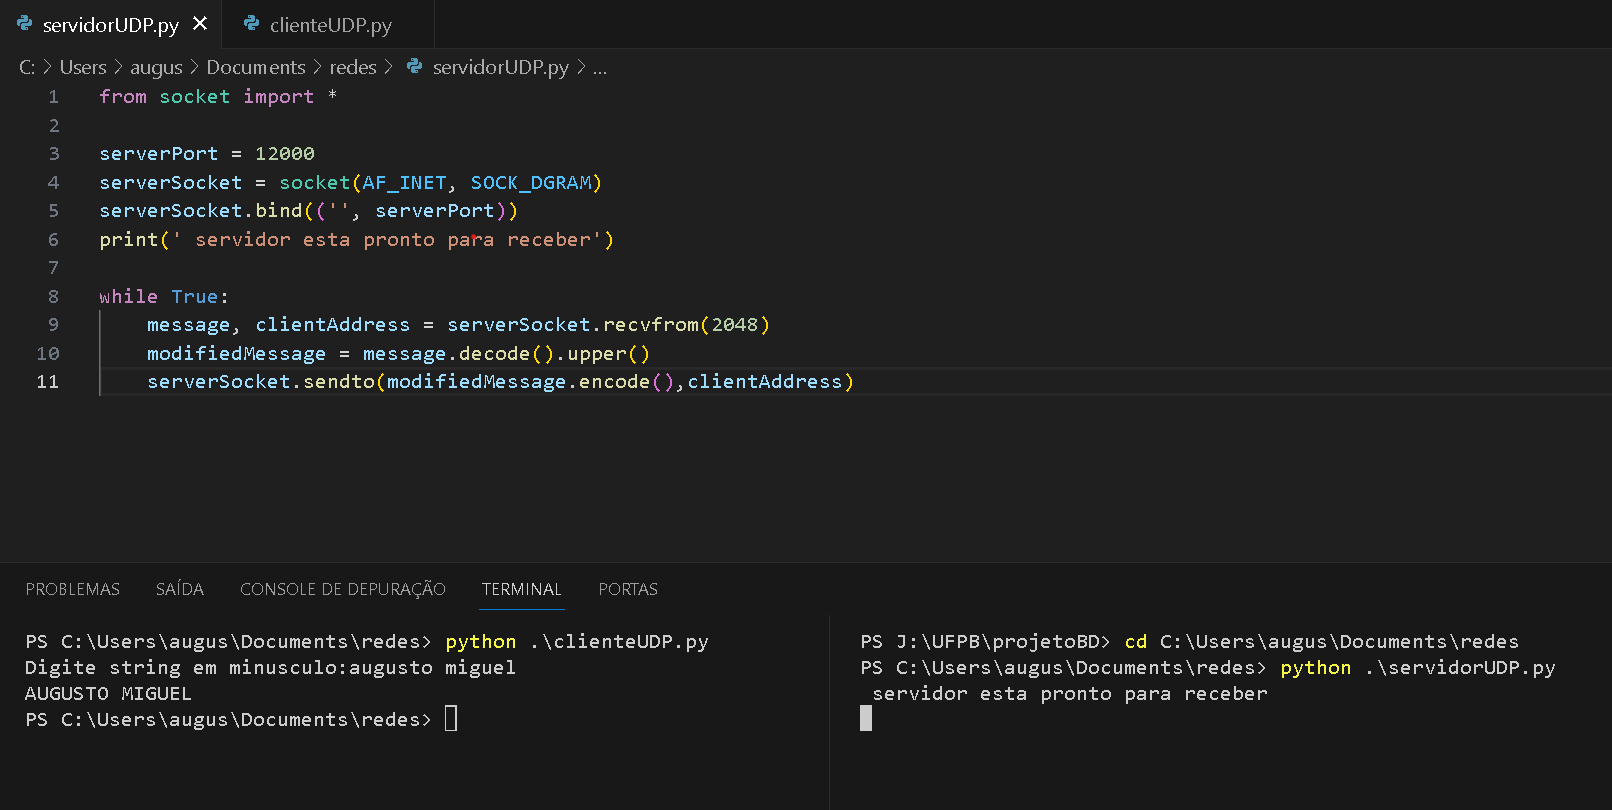 servidorUDP.py
clienteUDP.py
C: > Users > augus > Documents > redes > servidorUDP.py > ...
1 from socket import *
2
3 serverPort = 12000
4 serverSocket = socket(AF_INET, SOCK_DGRAM)
5 serverSocket.bind(('', serverPort))
6 print(' servidor esta pronto para receber')
7
8 while True:
9     message, clientAddress = serverSocket.recvfrom(2048)
10     modifiedMessage = message.decode().upper()
11     serverSocket.sendto(modifiedMessage.encode(),clientAddress)
PROBLEMAS SAÍDA CONSOLE DE DEPURAÇÃO TERMINAL PORTAS
PS C:\Users\augus\Documents\redes> python .\clienteUDP.py
Digite string em minusculo:augusto miguel
AUGUSTO MIGUEL
PS C:\Users\augus\Documents\redes>
PS J:\UFPB\projetoBD> cd C:\Users\augus\Documents\redes
PS C:\Users\augus\Documents\redes> python .\servidorUDP.py
 servidor esta pronto para receber